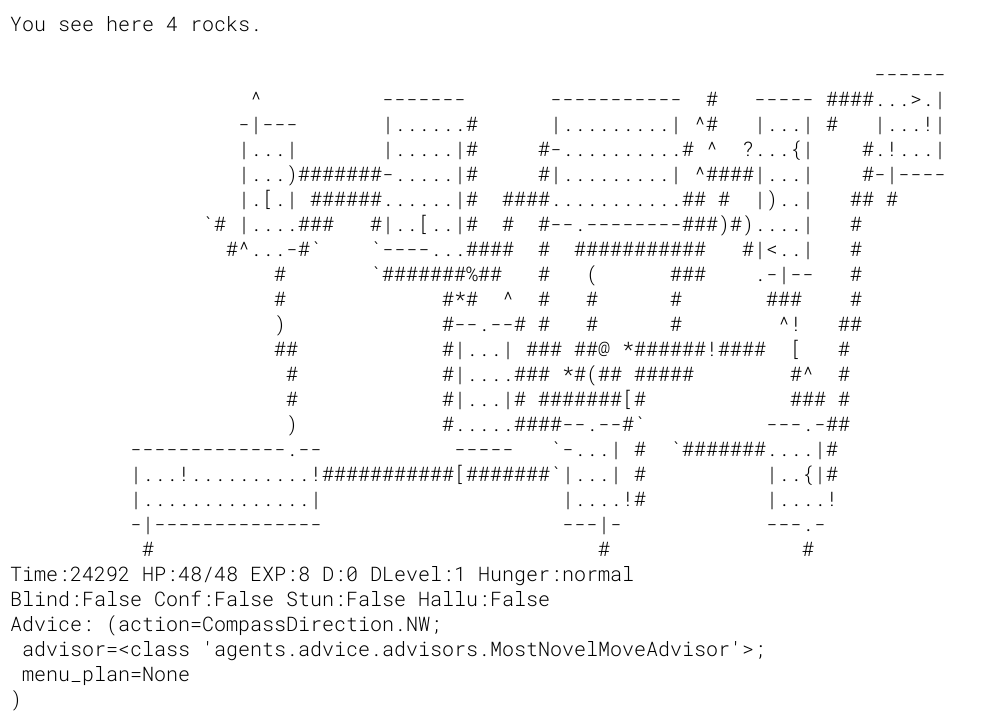 You see here 4 rocks.
                                                                        ------
                    ^          -------       -----------  #   ----- ####...>.|
                   -|---       |......#      |.........| ^#   |...| #   |...!|
                   |...|       |.....|#     #-..........# ^  ?...{|    #.!...|
                   |...)#######-.....|#     #|.........| ^####|...|    #-|----
                   |.[.| ######......|#  ####...........## #  |)..|   ## #
                `# |....###   #|..[..|#  #  #--.--------###)#)....|   #
                  #^...-#`    `----...####  #  ###########   #|<..|   #
                      #       `#######%##   #   (      ###    .-|--   #
                      #             #*#  ^  #   #      #       ###    #
                      )             #--.--# #   #      #        ^!   ##
                      ##            #|...| ### ##@ *######!####  [   #
                       #            #|....### *#(## #####        #^  #
                       #            #|...|# #######[#            ### #
                       )            #.....####--.--#`          ---.-##
          -------------.--           -----   `-...| #  `#######....|#
          |...!..........!###########[#######`|...| #          |..{|#
          |..............|                    |....!#          |....!
          -|--------------                    ---|-            ---.-
           #                                     #                #
Time:24292 HP:48/48 EXP:8 D:0 DLevel:1 Hunger:normal
Blind:False Conf:False Stun:False Hallu:False
Advice: (action=CompassDirection.NW;
 advisor=<class 'agents.advice.advisors.MostNovelMoveAdvisor'>;
 menu_plan=None
)